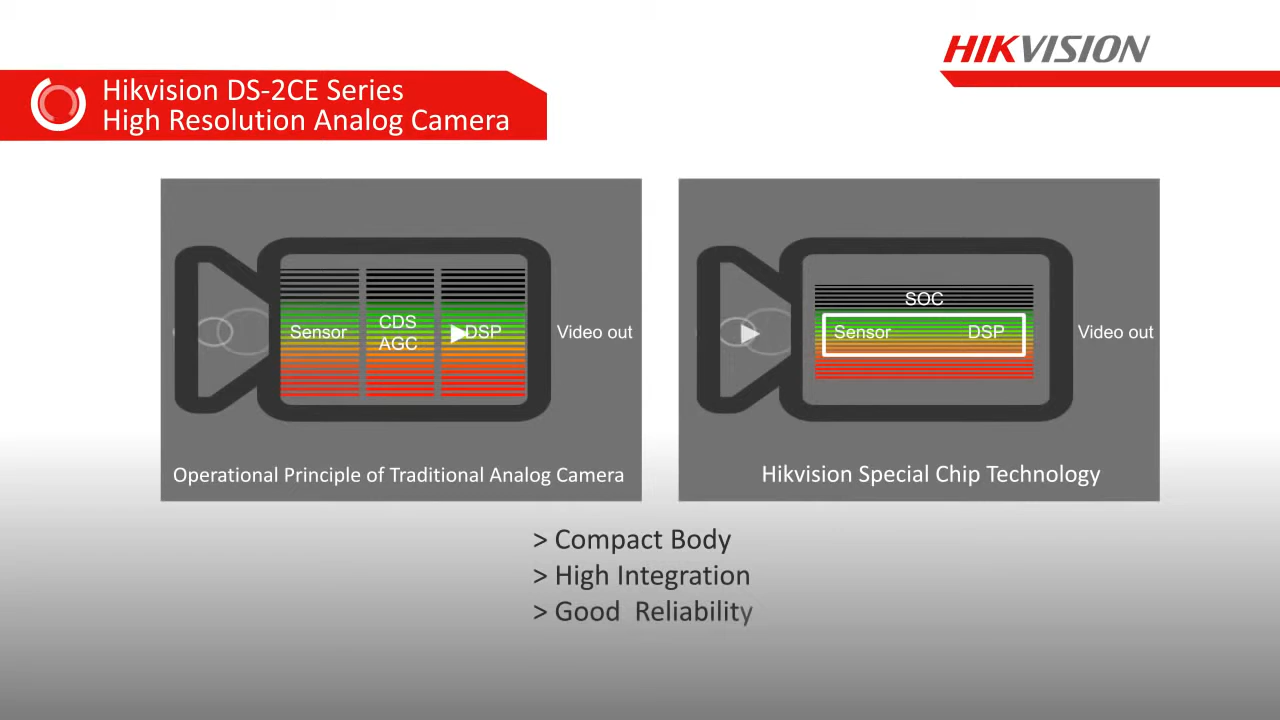 HIKVISION
Hikvision DS-2CE Series
High Resolution Analog Camera
Sensor
CDS
AGC
DSP
Video out
Operational Principle of Traditional Analog Camera
SOC
Sensor
DSP
Video out
Hikvision Special Chip Technology
> Compact Body
> High Integration
> Good  Reliability